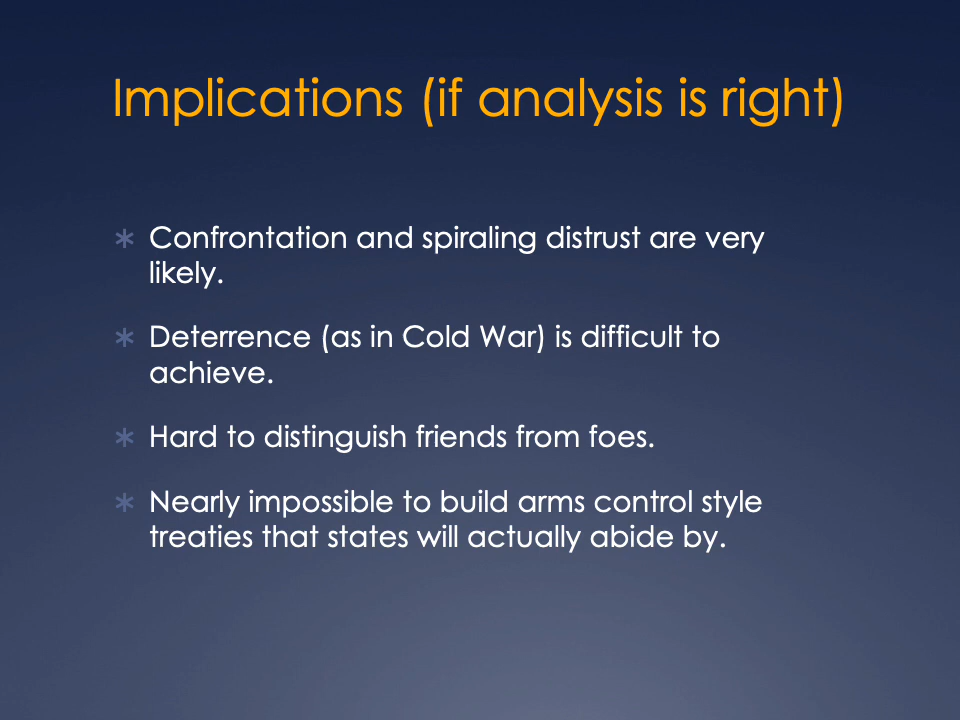 Implications (if analysis is right)
Confrontation and spiraling distrust are very
likely.
Deterrence (as in Cold War) is difficult to
achieve.
Hard to distinguish friends from foes.
Nearly impossible to build arms control style
treaties that states will actually abide by.